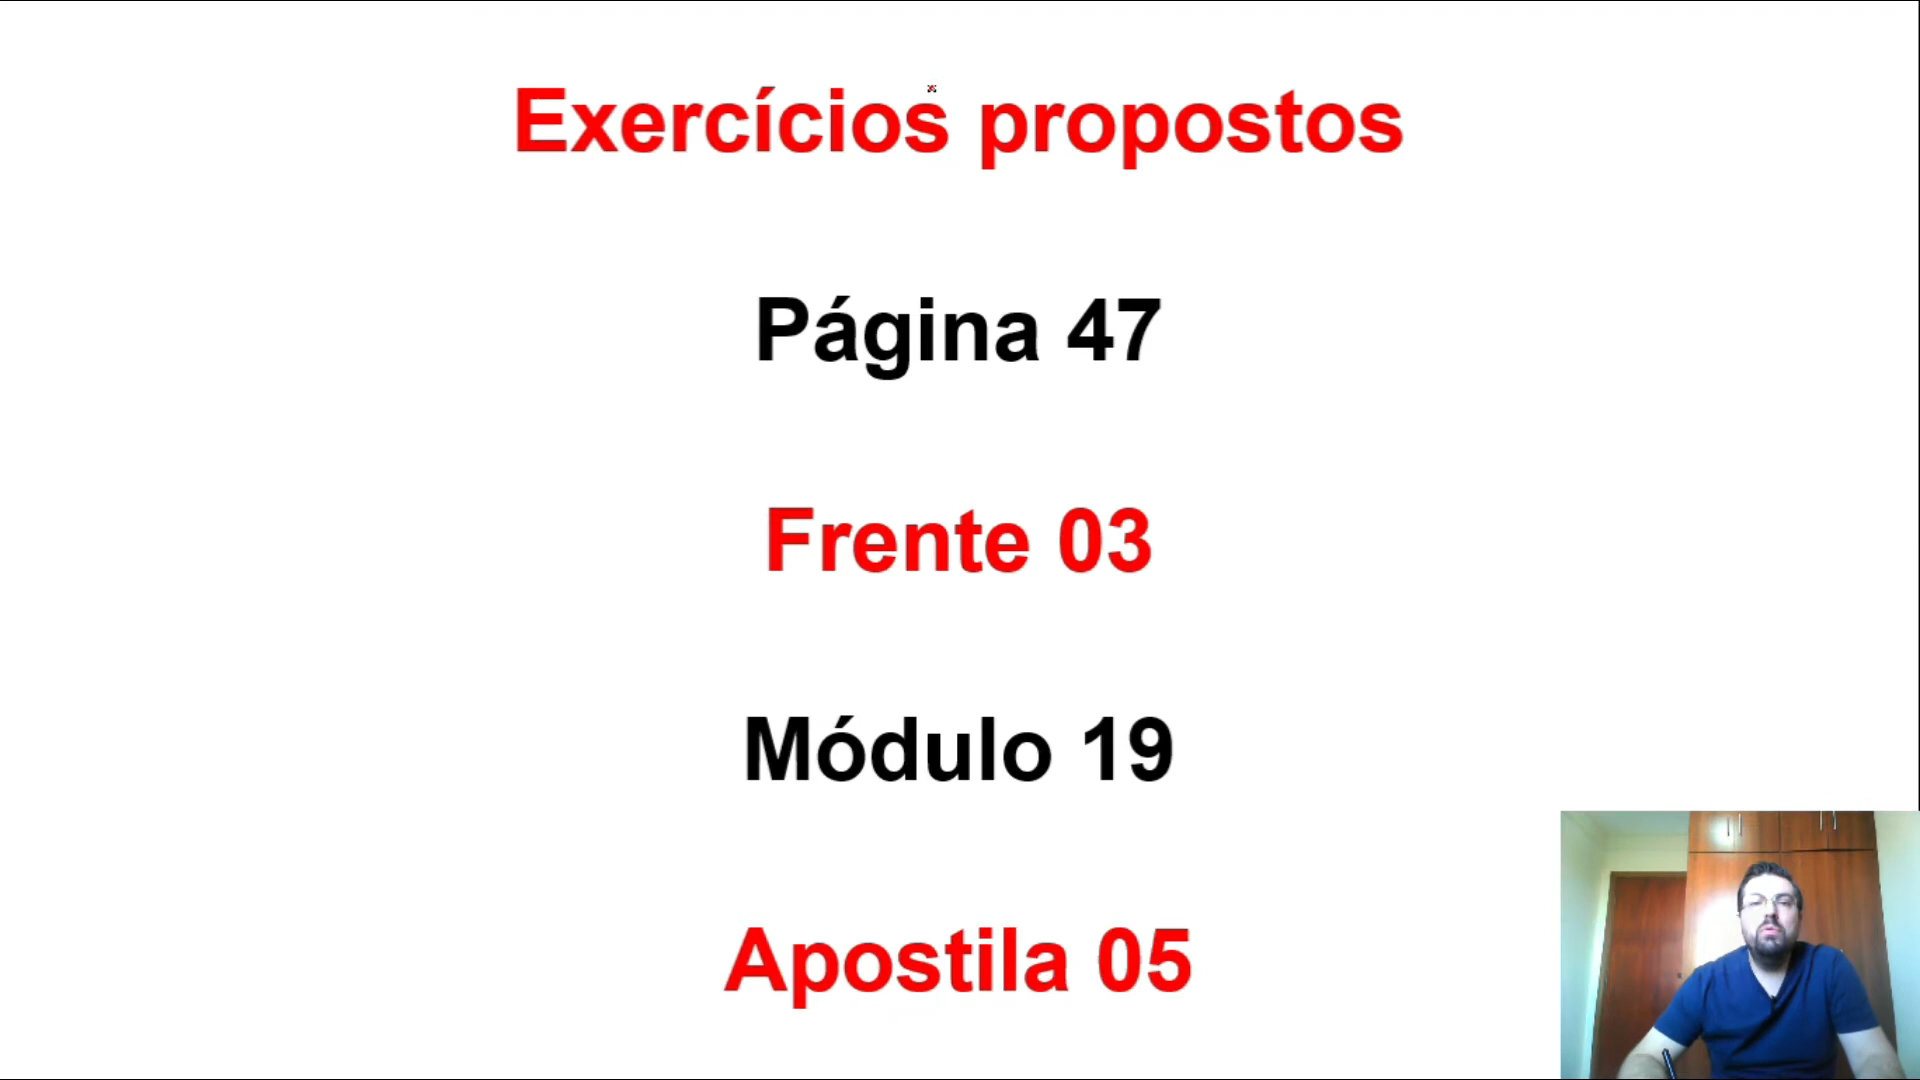 Exercícios propostos
Página 47
Frente 03
Módulo 19
Apostila 05